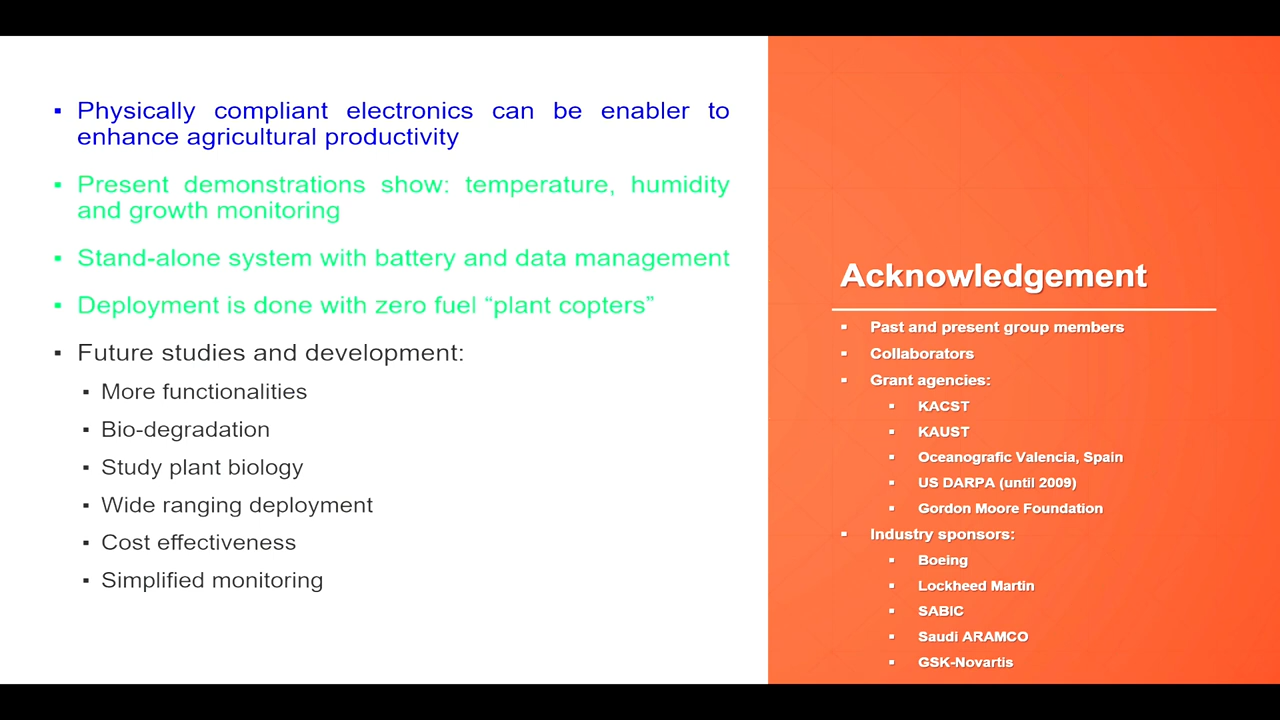 ▪ Physically compliant electronics can be enabler to
enhance agricultural productivity
▪ Present demonstrations show: temperature, humidity
and growth monitoring
▪ Stand-alone system with battery and data management
▪ Deployment is done with zero fuel “plant copters”
▪ Future studies and development:
▪ More functionalities
▪ Bio-degradation
▪ Study plant biology
▪ Wide ranging deployment
▪ Cost effectiveness
▪ Simplified monitoring
Acknowledgement
▪ Past and present group members
▪ Collaborators
▪ Grant agencies:
▪ KACST
▪ KAUST
▪ Oceanografic Valencia, Spain
▪ US DARPA (until 2009)
▪ Gordon Moore Foundation
▪ Industry sponsors:
▪ Boeing
▪ Lockheed Martin
▪ SABIC
▪ Saudi ARAMCO
▪ GSK-Novartis